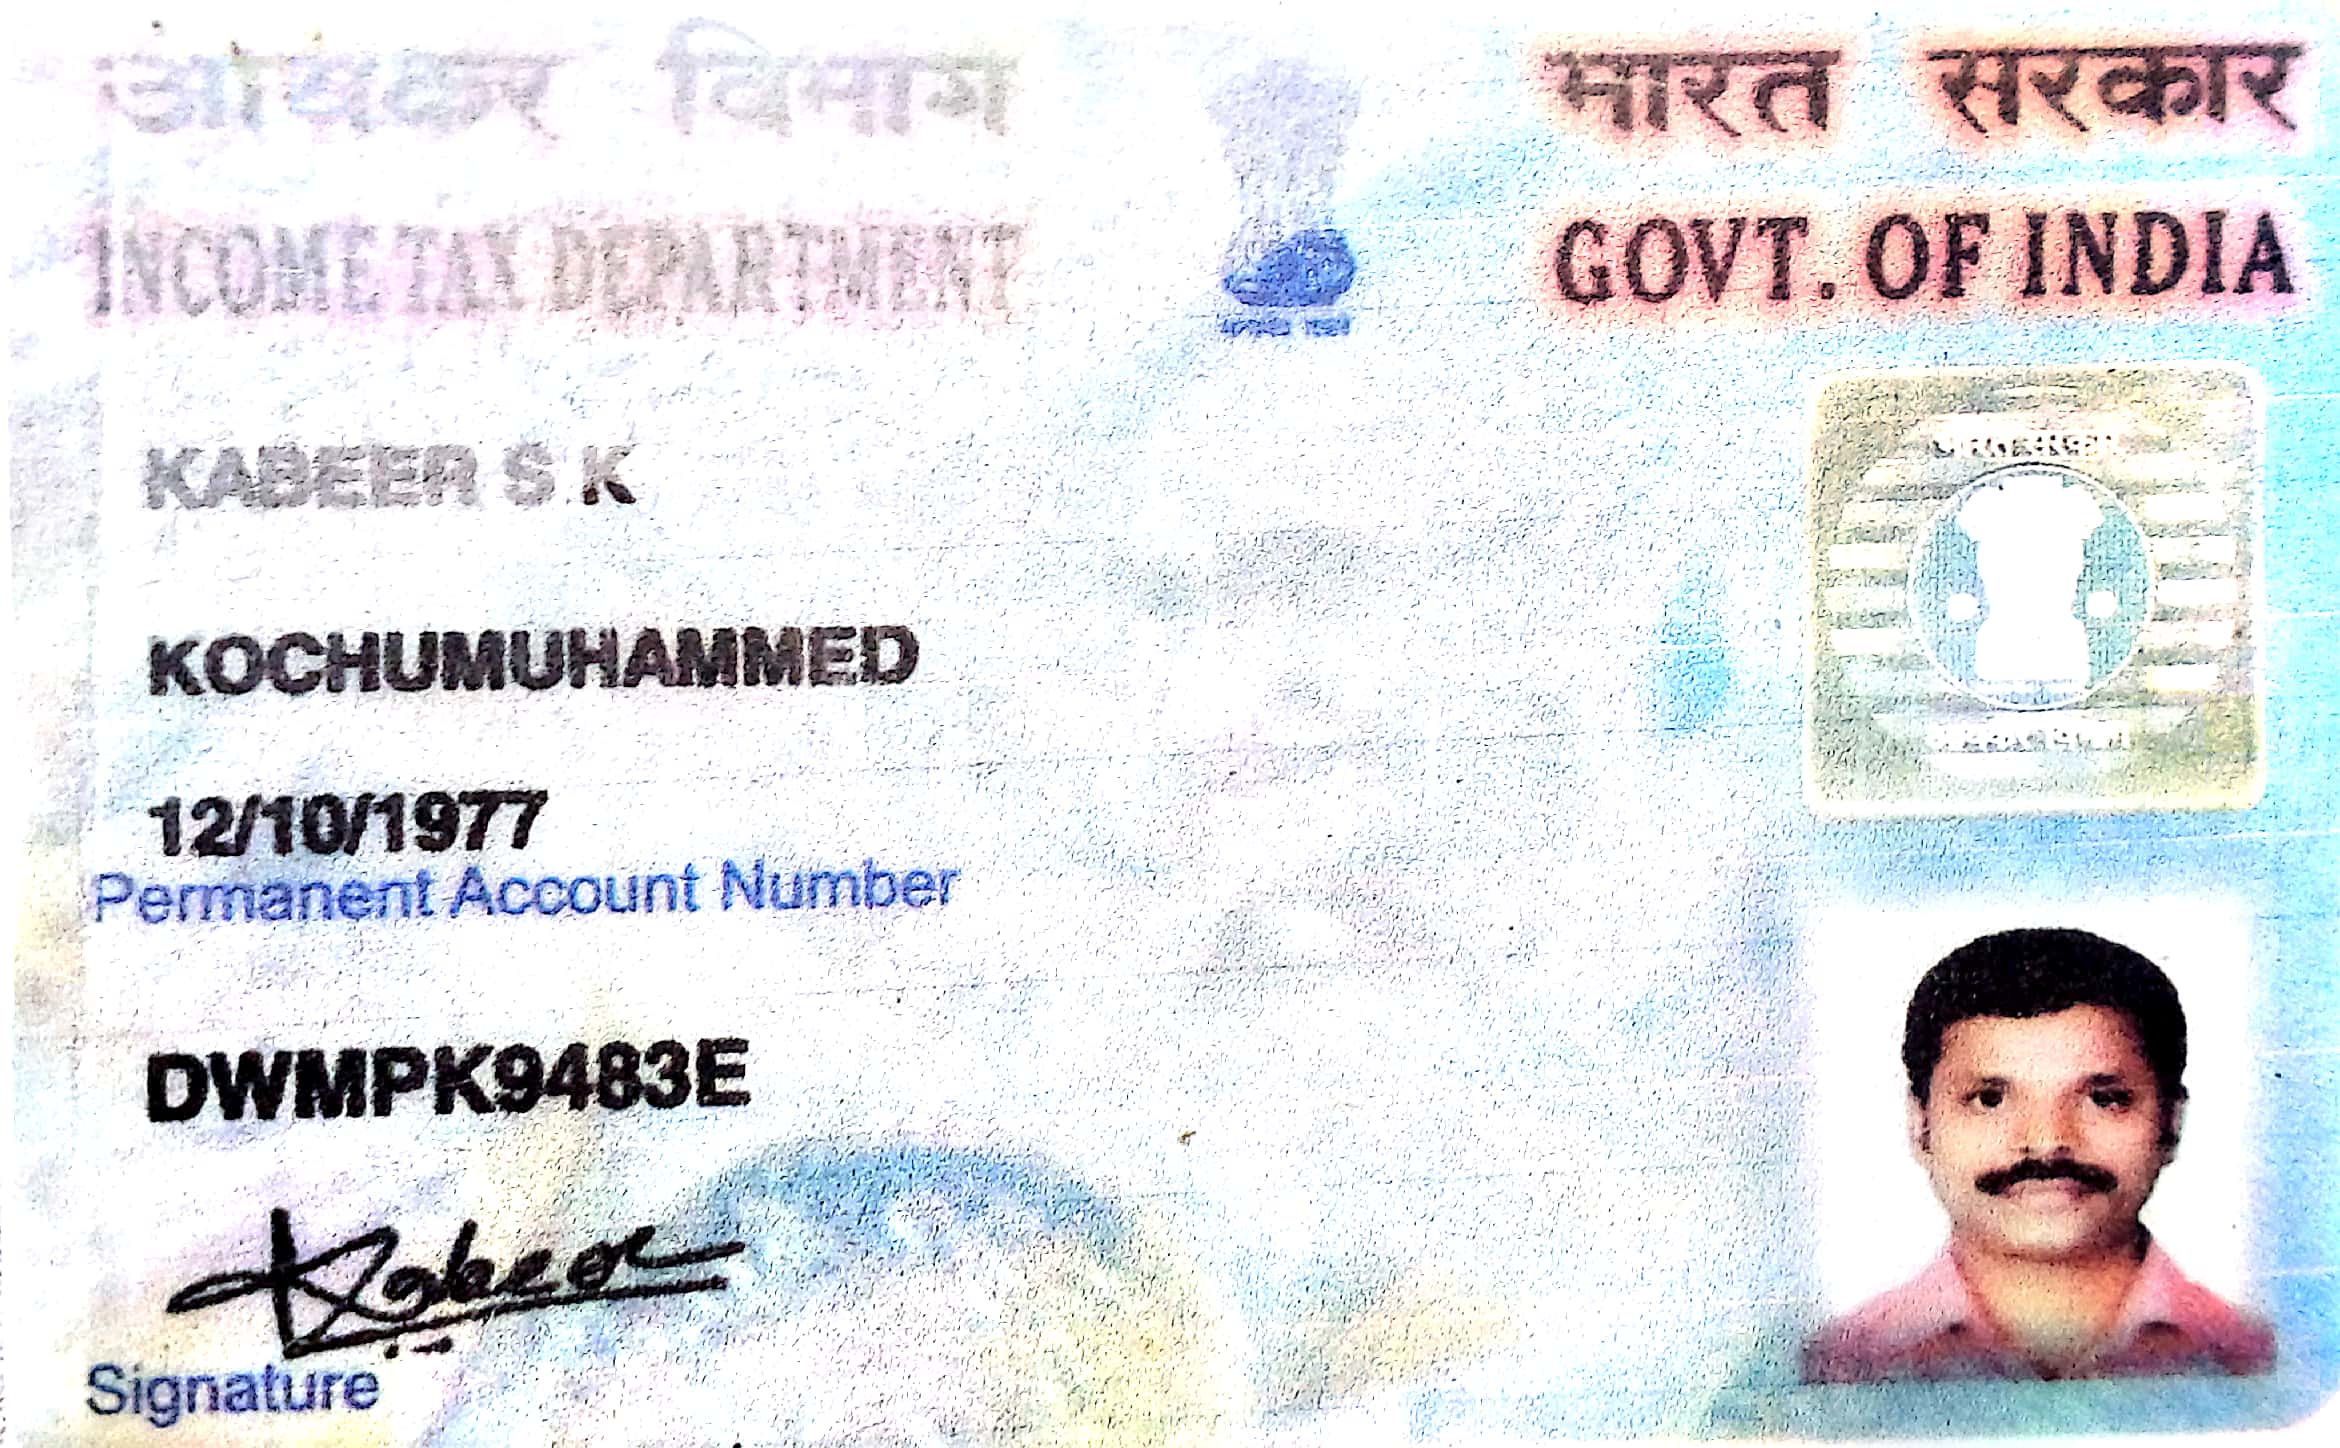 आयकर विभाग
भारत सरकार
INCOME TAX DEPARTMENT
GOVT. OF INDIA
KABEER S K
KOCHUMUHAMMED
12/10/1977
Permanent Account Number
DWMPK9483E
Kabeer
Signature